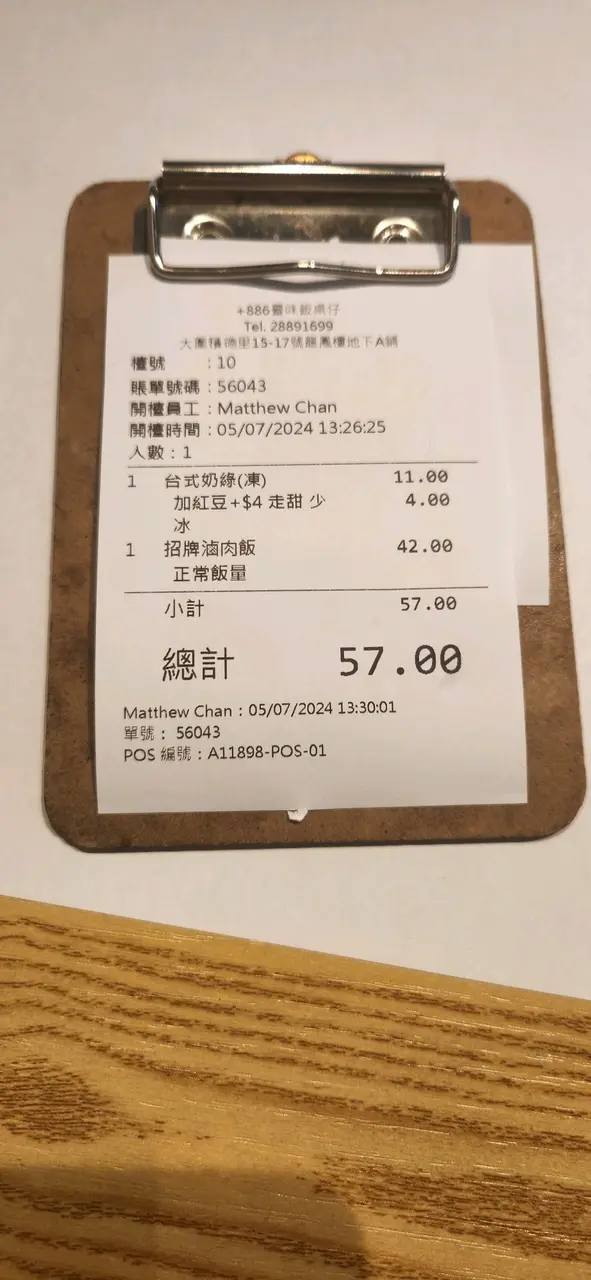 +886靈味飯桌仔
Tel. 28891699
大圍積德里15-17號龍鳳樓地下A舖
檯號 : 10
賬單號碼 : 56043
開檯員工 : Matthew Chan
開檯時間 : 05/07/2024 13:26:25
人數 : 1
1 台式奶綠(凍) 11.00
加紅豆+$4 走甜 少 4.00
冰
1 招牌滷肉飯 42.00
正常飯量
小計 57.00
總計 57.00
Matthew Chan : 05/07/2024 13:30:01
單號 : 56043
POS 編號 : A11898-POS-01